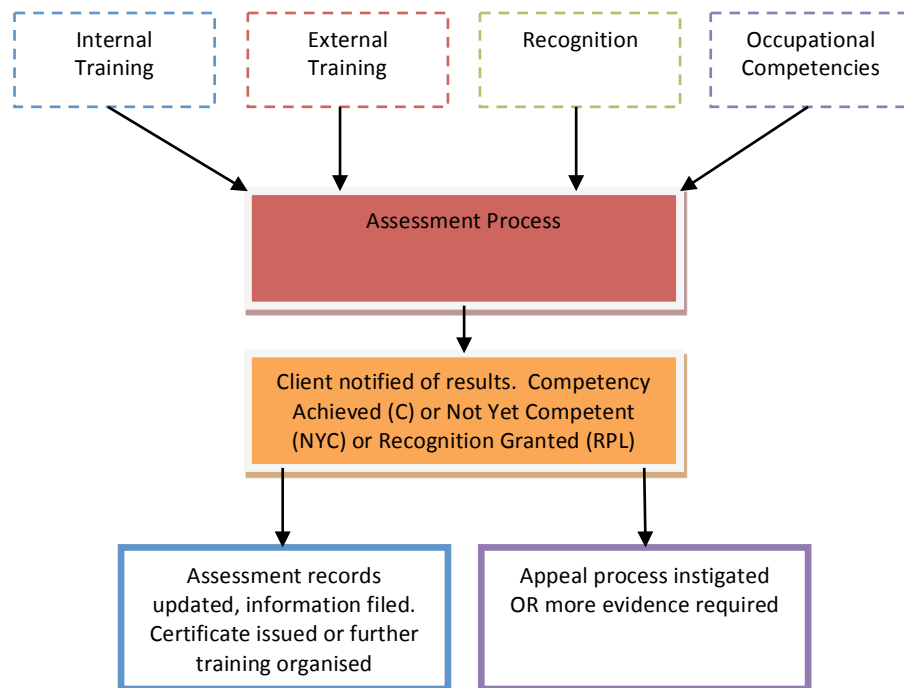 Internal
Training
External
Training
Recognition
Occupational
Competencies
Assessment Process
Client notified of results.  Competency
Achieved (C) or Not Yet Competent
(NYC) or Recognition Granted (RPL)
Assessment records
updated, information filed.
Certificate issued or further
training organised
Appeal process instigated
OR more evidence required